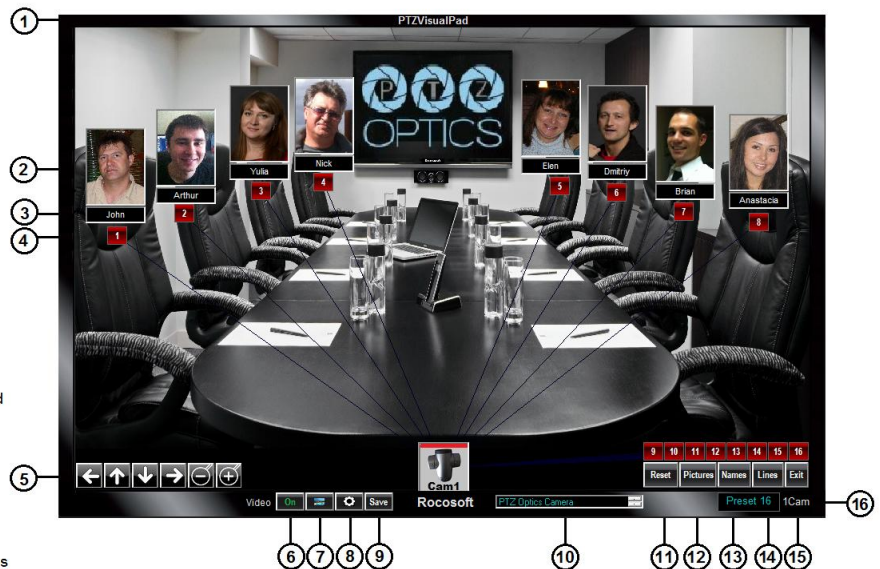 1
PTZVisualPad
PTZ
OPTICS
2
3
4
John
Arthur
Yulia
Nick
Elen
Dmitriy
Brian
Anastacia
1
2
3
4
5
6
7
8
d
5
Cam1
9 10 11 12 13 14 15 16
Reset Pictures Names Lines Exit
Video On Save Rocosoft PTZ Optics Camera Preset 16 1Cam
16
6 7 8 9 10 11 12 13 14 15
s